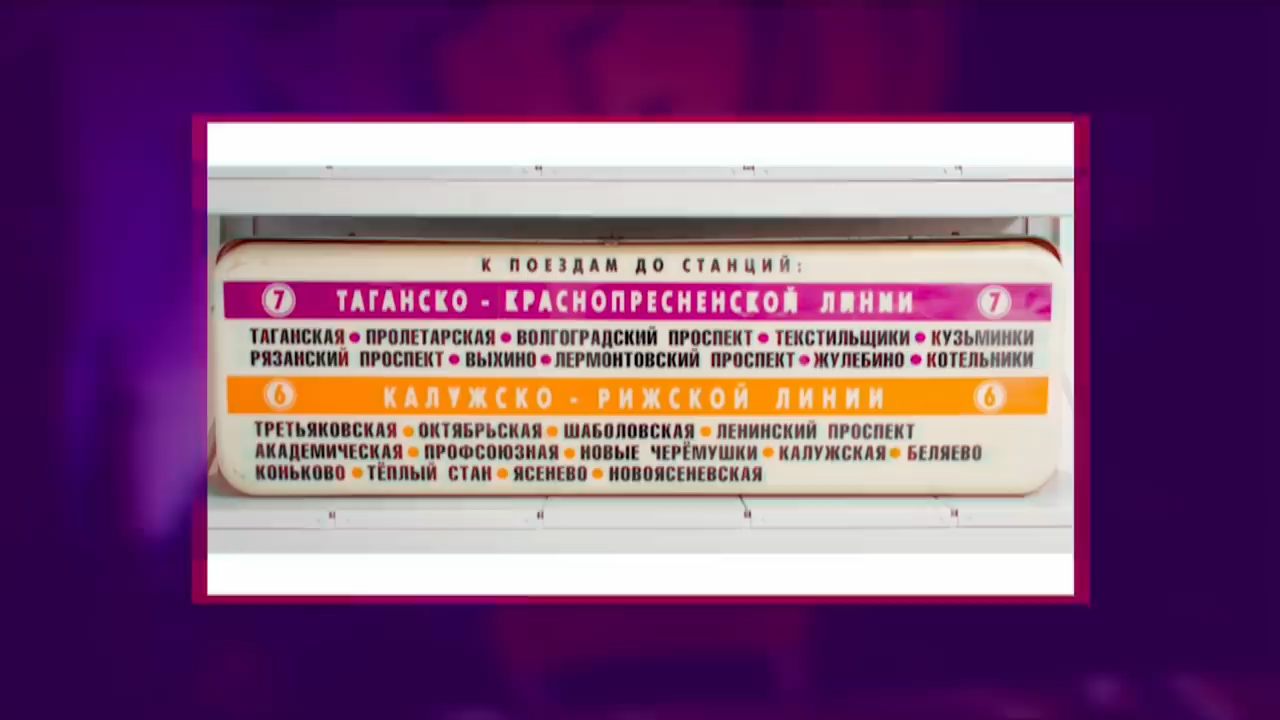 К ПОЕЗДАМ ДО СТАНЦИЙ:
7 ТАГАНСКО - КРАСНОПРЕСНЕНСКОЙ ЛИНИИ 7
ТАГАНСКАЯ • ПРОЛЕТАРСКАЯ • ВОЛГОГРАДСКИЙ ПРОСПЕКТ • ТЕКСТИЛЬЩИКИ • КУЗЬМИНКИ
РЯЗАНСКИЙ ПРОСПЕКТ • ВЫХИНО • ЛЕРМОНТОВСКИЙ ПРОСПЕКТ • ЖУЛЕБИНО • КОТЕЛЬНИКИ
6 КАЛУЖСКО - РИЖСКОЙ ЛИНИИ 6
ТРЕТЬЯКОВСКАЯ • ОКТЯБРЬСКАЯ • ШАБОЛОВСКАЯ • ЛЕНИНСКИЙ ПРОСПЕКТ
АКАДЕМИЧЕСКАЯ • ПРОФСОЮЗНАЯ • НОВЫЕ ЧЕРЁМУШКИ • КАЛУЖСКАЯ • БЕЛЯЕВО
КОНЬКОВО • ТЁПЛЫЙ СТАН • ЯСЕНЕВО • НОВОЯСЕНЕВСКАЯ